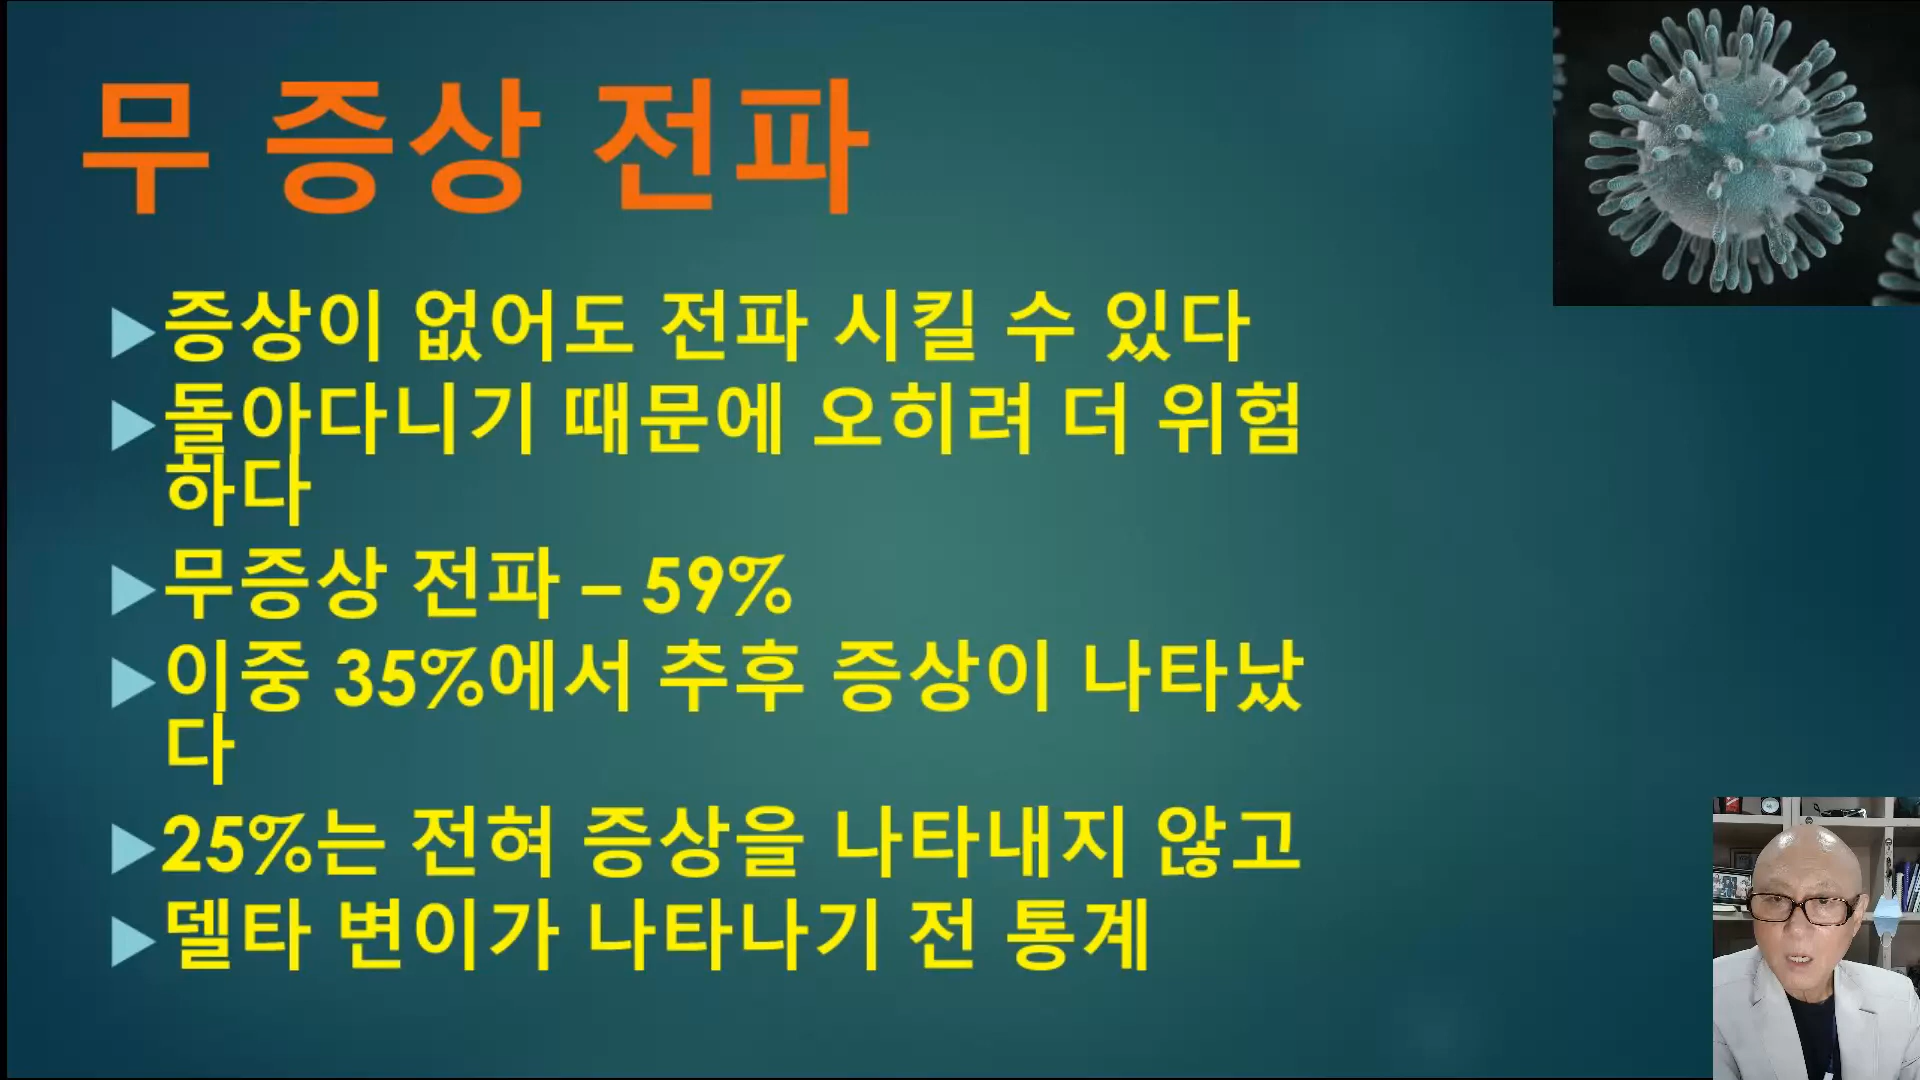 무 증상 전파
증상이 없어도 전파 시킬 수 있다
돌아다니기 때문에 오히려 더 위험
하다
무증상 전파 – 59%
이중 35%에서 추후 증상이 나타났
다
25%는 전혀 증상을 나타내지 않고
델타 변이가 나타나기 전 통계